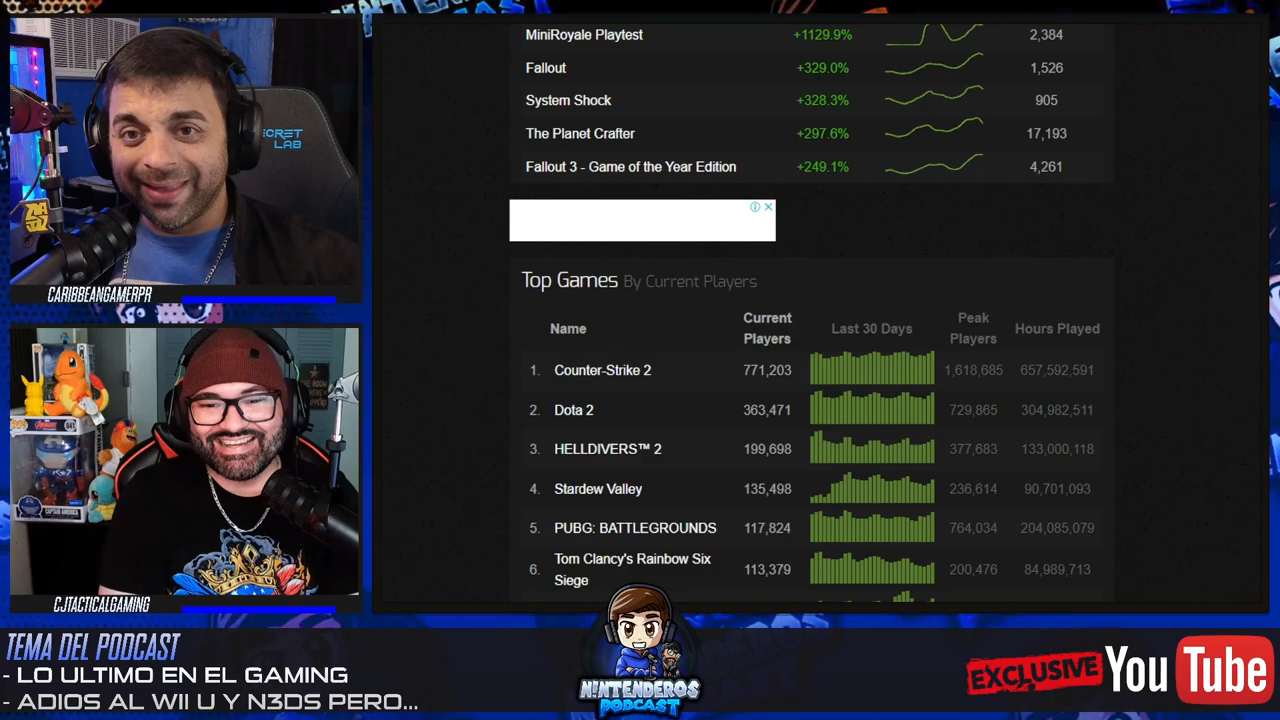 MiniRoyale Playtest +1129.9% 2,384
Fallout +329.0% 1,526
System Shock +328.3% 905
The Planet Crafter +297.6% 17,193
Fallout 3 - Game of the Year Edition +249.1% 4,261
SECRET
LAB
CARIBBEANGAMERPR
Top Games By Current Players
Name Current Players Last 30 Days Peak Players Hours Played
1. Counter-Strike 2 771,203 1,618,685 657,592,591
2. Dota 2 363,471 729,865 304,982,511
3. HELLDIVERS™ 2 199,698 377,683 133,000,118
4. Stardew Valley 135,498 236,614 90,701,093
5. PUBG: BATTLEGROUNDS 117,824 764,034 204,085,079
6. Tom Clancy's Rainbow Six Siege 113,379 200,476 84,989,713
CAPTAIN AMERICA
CJTACTICALGAMING
TEMA DEL PODCAST
- LO ULTIMO EN EL GAMING
- ADIOS AL WII U Y N3DS PERO...
NINTENDEROS
PODCAST
EXCLUSIVE
YouTube